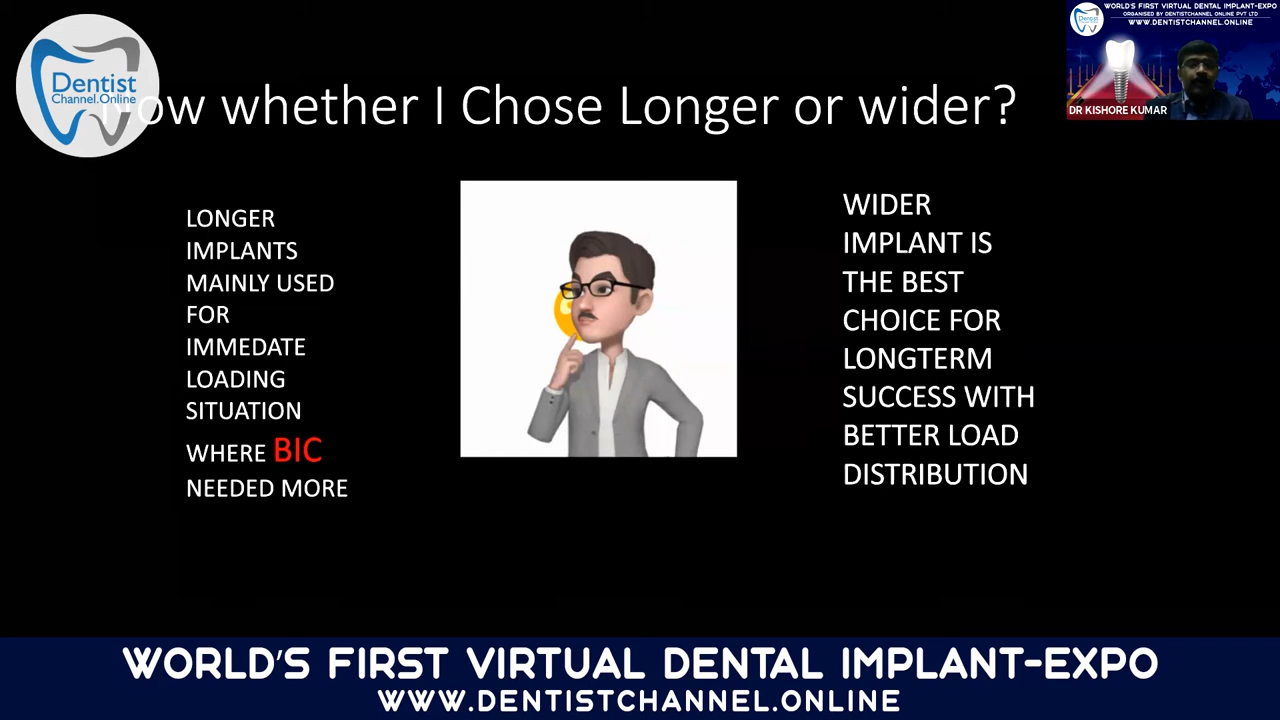 Dentist
Channel.Online
ow whether I Chose Longer or wider?
LONGER
IMPLANTS
MAINLY USED
FOR
IMMEDATE
LOADING
SITUATION
WHERE BIC
NEEDED MORE
WIDER
IMPLANT IS
THE BEST
CHOICE FOR
LONGTERM
SUCCESS WITH
BETTER LOAD
DISTRIBUTION
WORLD'S FIRST VIRTUAL DENTAL IMPLANT-EXPO
ORGANISED BY DENTISTCHANNEL ONLINE PVT LTD
WWW.DENTISTCHANNEL.ONLINE
DR KISHORE KUMAR
WORLD'S FIRST VIRTUAL DENTAL IMPLANT-EXPO
WWW.DENTISTCHANNEL.ONLINE